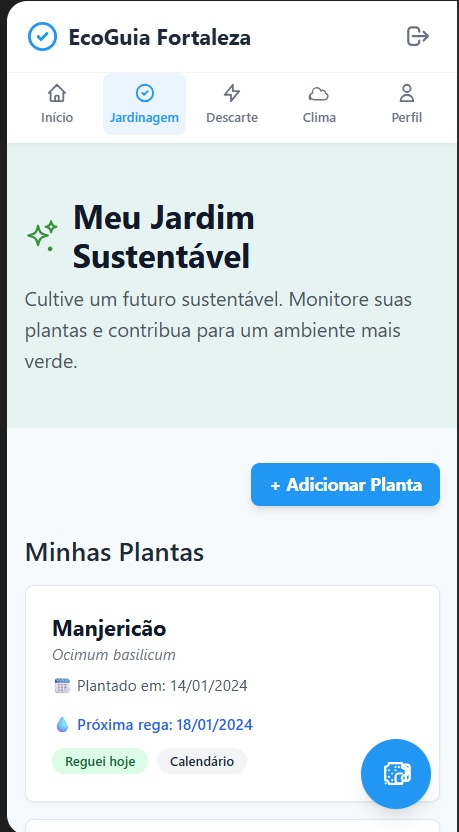 EcoGuia Fortaleza
Início
Jardinagem
Descarte
Clima
Perfil
Meu Jardim
Sustentável
Cultive um futuro sustentável. Monitore suas
plantas e contribua para um ambiente mais
verde.
+ Adicionar Planta
Minhas Plantas
Manjericão
Ocimum basilicum
Plantado em: 14/01/2024
Próxima rega: 18/01/2024
Reguei hoje
Calendário